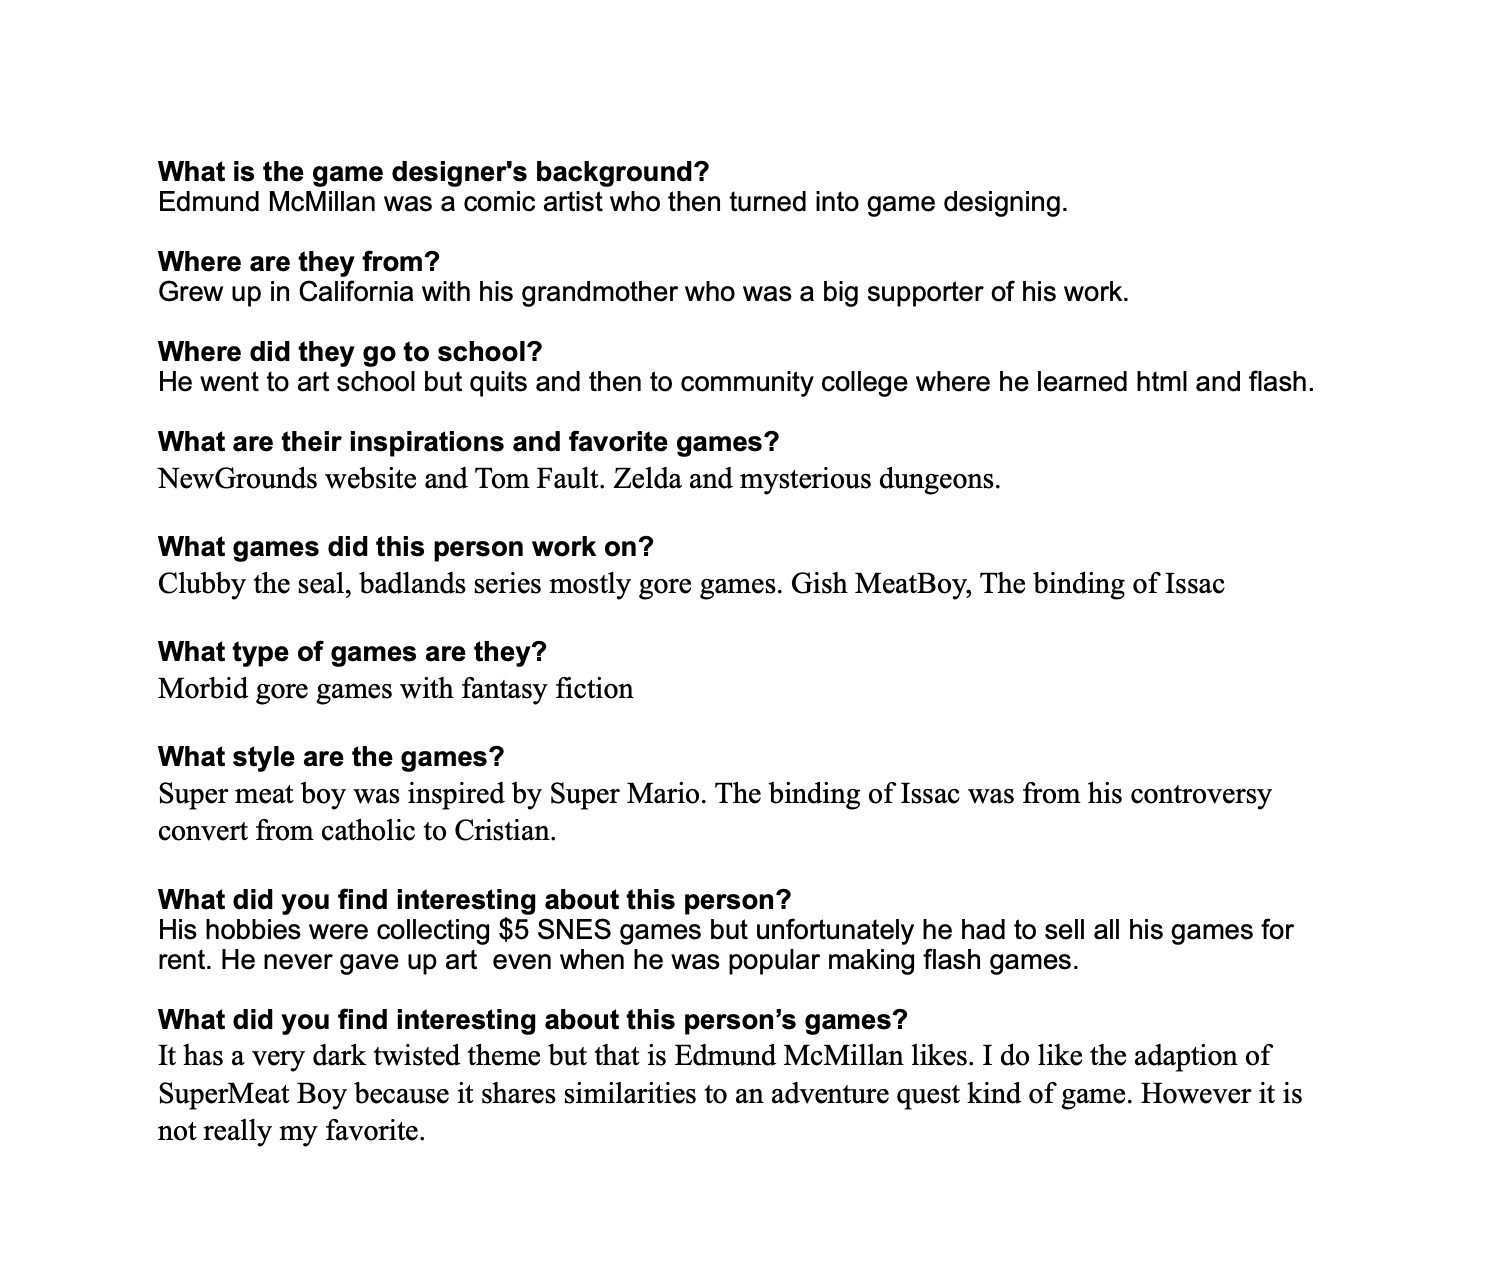 What is the game designer's background?
Edmund McMillan was a comic artist who then turned into game designing.
Where are they from?
Grew up in California with his grandmother who was a big supporter of his work.
Where did they go to school?
He went to art school but quits and then to community college where he learned html and flash.
What are their inspirations and favorite games?
NewGrounds website and Tom Fault. Zelda and mysterious dungeons.
What games did this person work on?
Clubby the seal, badlands series mostly gore games. Gish MeatBoy, The binding of Issac
What type of games are they?
Morbid gore games with fantasy fiction
What style are the games?
Super meat boy was inspired by Super Mario. The binding of Issac was from his controversy
convert from catholic to Cristian.
What did you find interesting about this person?
His hobbies were collecting $5 SNES games but unfortunately he had to sell all his games for
rent. He never gave up art  even when he was popular making flash games.
What did you find interesting about this person’s games?
It has a very dark twisted theme but that is Edmund McMillan likes. I do like the adaption of
SuperMeat Boy because it shares similarities to an adventure quest kind of game. However it is
not really my favorite.